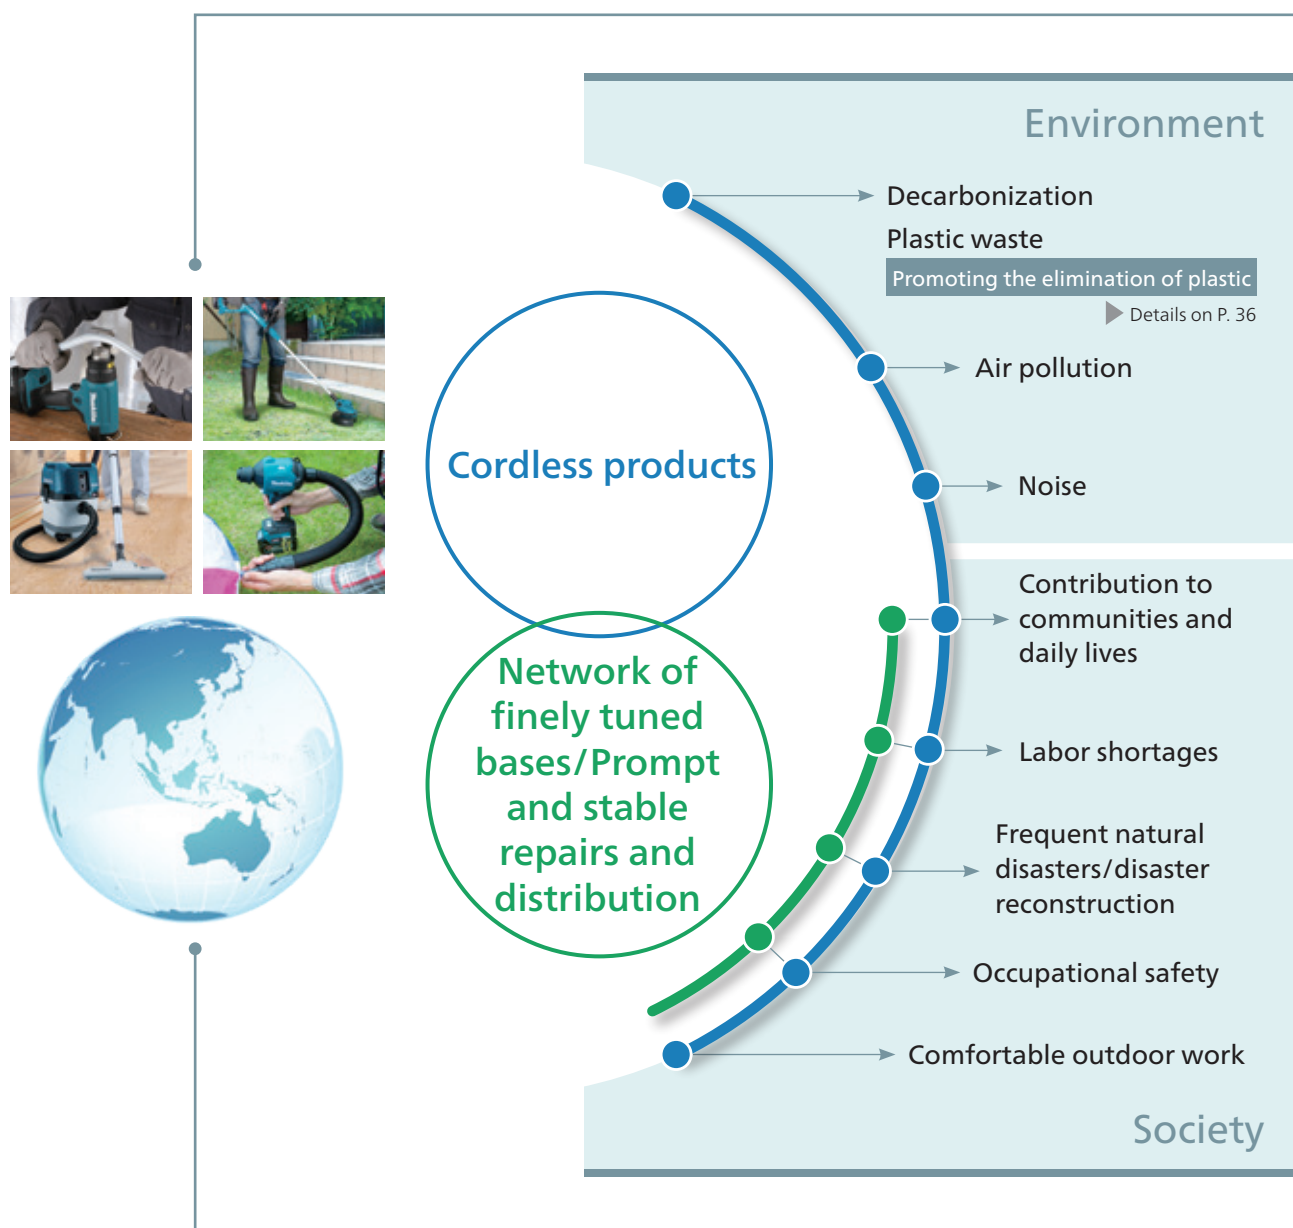 Environment
Decarbonization
Plastic waste
Promoting the elimination of plastic
Details on P. 36
Air pollution
Cordless products
Noise
Contribution to
communities and
daily lives
Network of
finely tuned
bases/Prompt
and stable
repairs and
distribution
Labor shortages
Frequent natural
disasters/disaster
reconstruction
Occupational safety
Comfortable outdoor work
Society